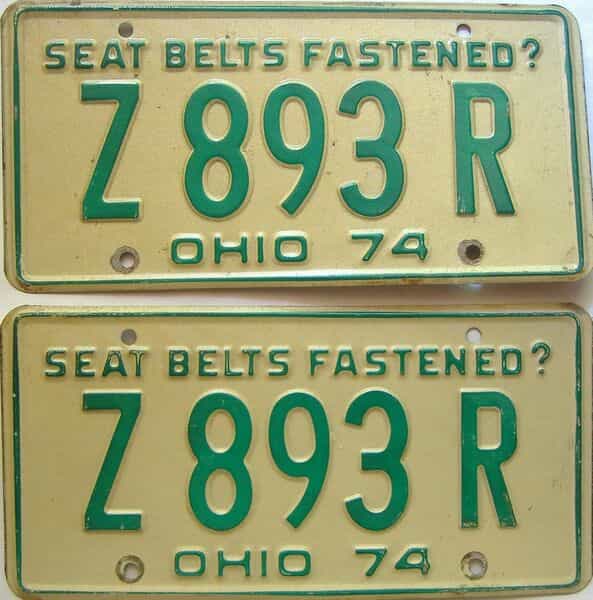 SEAT BELTS FASTENED?
Z 893 R
OHIO 74
SEAT BELTS FASTENED?
Z 893 R
OHIO 74